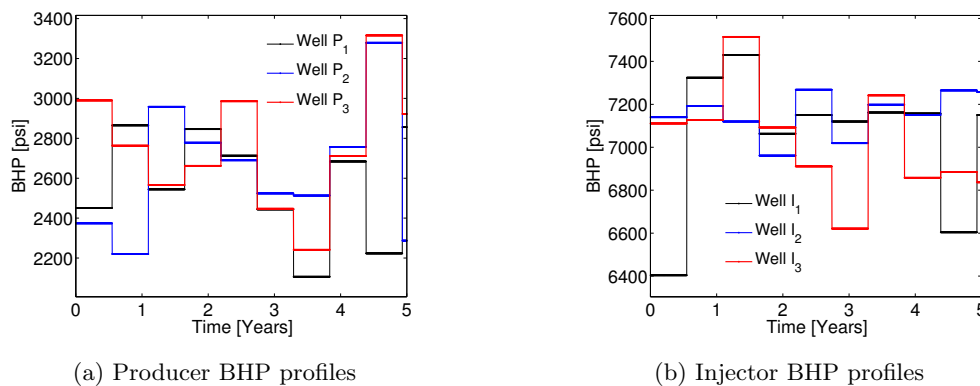 3400
3200
3000
2800
2600
2400
2200
BHP [psi]
0 1 2 3 4 5
Time [Years]
Well P1
Well P2
Well P3
(a) Producer BHP profiles
7600
7400
7200
7000
6800
6600
6400
BHP [psi]
0 1 2 3 4 5
Time [Years]
Well I1
Well I2
Well I3
(b) Injector BHP profiles